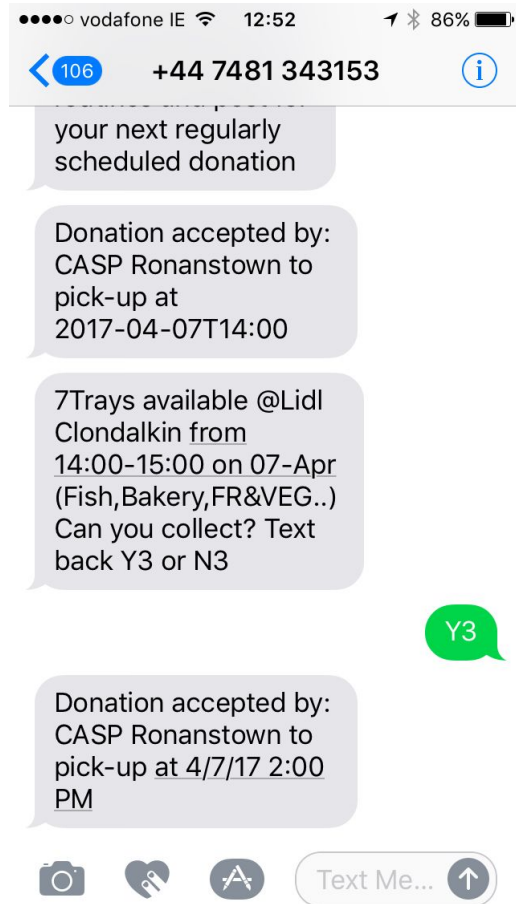 vodafone IE 12:52 86%
106 +44 7481 343153
your next regularly
scheduled donation
Donation accepted by:
CASP Ronanstown to
pick-up at
2017-04-07T14:00
7Trays available @Lidl
Clondalkin from
14:00-15:00 on 07-Apr
(Fish,Bakery,FR&VEG..)
Can you collect? Text
back Y3 or N3
Y3
Donation accepted by:
CASP Ronanstown to
pick-up at 4/7/17 2:00
PM
Text Me...